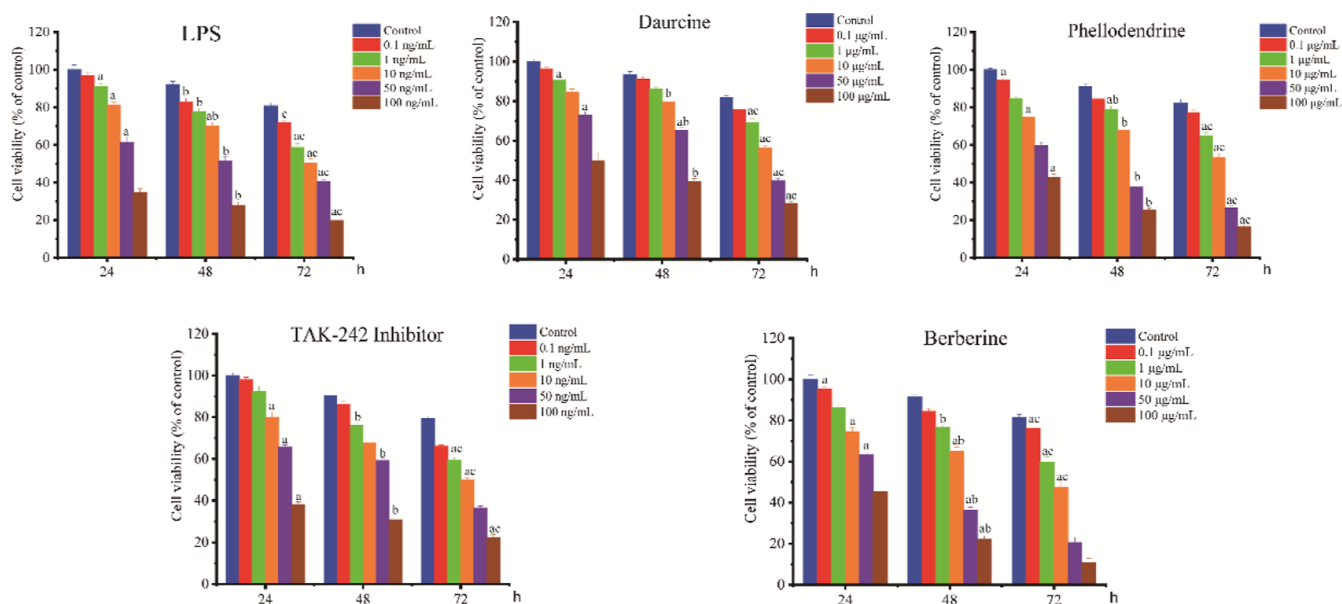 LPS
Cell viability (% of control)
120
100
80
60
40
20
0
a
a
a
b
b
ab
b
b
c
ac
ac
ac
ac
24 48 72 h
Control
0.1 ng/mL
1 ng/mL
10 ng/mL
50 ng/mL
100 ng/mL
Daurcine
Cell viability (% of control)
120
100
80
60
40
20
0
a
a
b
b
ac
ac
ac
ac
24 48 72 h
Control
0.1 μg/mL
1 μg/mL
10 μg/mL
50 μg/mL
100 μg/mL
Phellodendrine
Cell viability (% of control)
120
100
80
60
40
20
0
a
a
a
ab
b
b
b
ac
ac
ac
ac
24 48 72 h
Control
0.1 μg/mL
1 μg/mL
10 μg/mL
50 μg/mL
100 μg/mL
TAK-242 Inhibitor
Cell viability (% of control)
120
100
80
60
40
20
0
a
a
a
b
b
b
ac
ac
ac
24 48 72 h
Control
0.1 ng/mL
1 ng/mL
10 ng/mL
50 ng/mL
100 ng/mL
Berberine
Cell viability (% of control)
120
100
80
60
40
20
0
a
a
a
b
ab
ab
ab
ac
ac
ac
24 48 72 h
Control
0.1 μg/mL
1 μg/mL
10 μg/mL
50 μg/mL
100 μg/mL